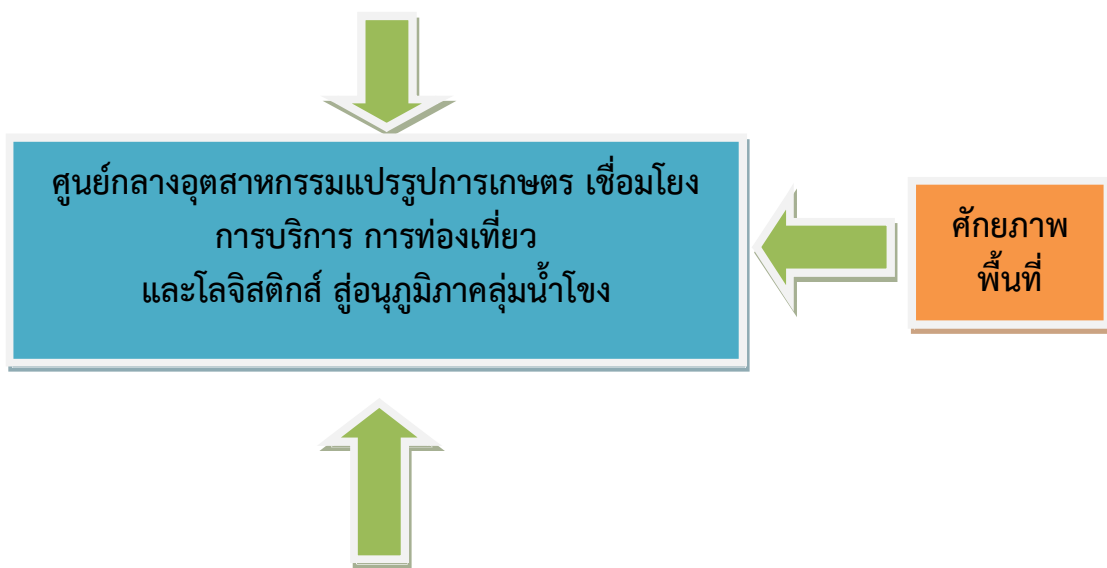 ศูนย์กลางอุตสาหกรรมแปรรูปการเกษตร เชื่อมโยง
การบริการ การท่องเที่ยว
และโลจิสติกส์ สู่อนุภูมิภาคลุ่มน้ำโขง
ศักยภาพ
พื้นที่